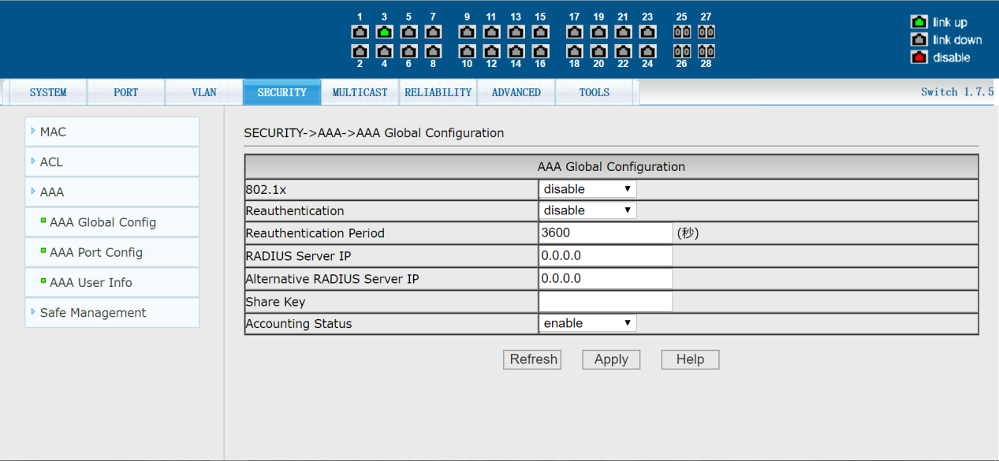 1 3 5 7 9 11 13 15 17 19 21 23 25 27
2 4 6 8 10 12 14 16 18 20 22 24 26 28
link up
link down
disable
SYSTEM PORT VLAN SECURITY MULTICAST RELIABILITY ADVANCED TOOLS Switch 1.7.5
MAC
ACL
AAA
AAA Global Config
AAA Port Config
AAA User Info
Safe Management
SECURITY->AAA->AAA Global Configuration
AAA Global Configuration
802.1x disable
Reauthentication disable
Reauthentication Period 3600 (秒)
RADIUS Server IP 0.0.0.0
Alternative RADIUS Server IP 0.0.0.0
Share Key
Accounting Status enable
Refresh Apply Help